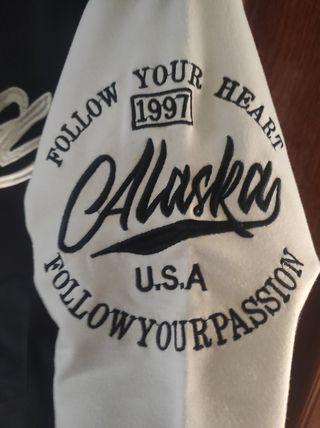 FOLLOW YOUR HEART
1997
Alaska
U.S.A
FOLLOWYOURPASSION